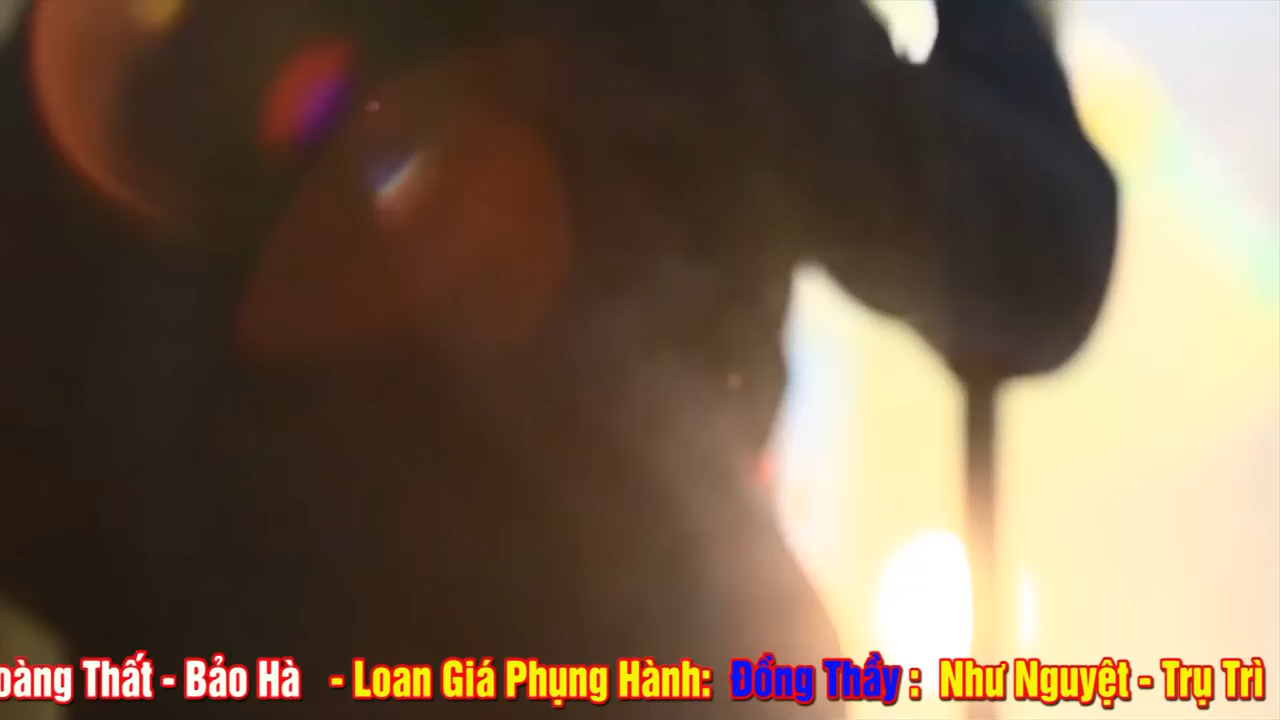 oàng Thất - Bảo Hà - Loan Giá Phụng Hành: Đồng Thầy : Như Nguyệt - Trụ Trì